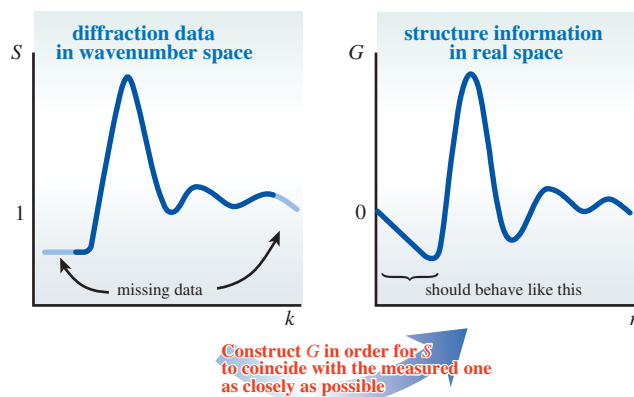 diffraction data
in wavenumber space
S
1
missing data
k
structure information
in real space
G
0
should behave like this
r
Construct G in order for S
to coincide with the measured one
as closely as possible